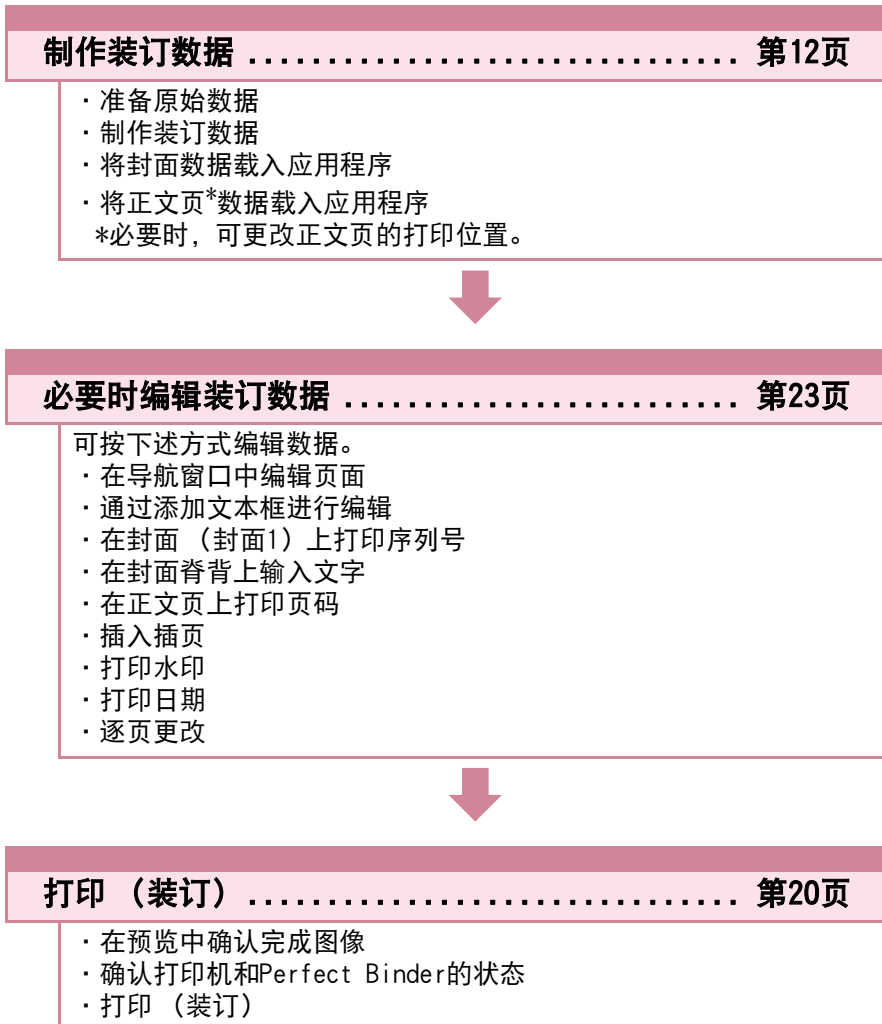 制作装订数据 ............................... 第12页
·准备原始数据
·制作装订数据
·将封面数据载入应用程序
·将正文页*数据载入应用程序
*必要时，可更改正文页的打印位置。
必要时编辑装订数据 ......................... 第23页
可按下述方式编辑数据。
·在导航窗口中编辑页面
·通过添加文本框进行编辑
·在封面 （封面1）上打印序列号
·在封面脊背上输入文字
·在正文页上打印页码
·插入插页
·打印水印
·打印日期
·逐页更改
打印 （装订） ............................... 第20页
·在预览中确认完成图像
·确认打印机和Perfect Binder的状态
·打印 （装订）